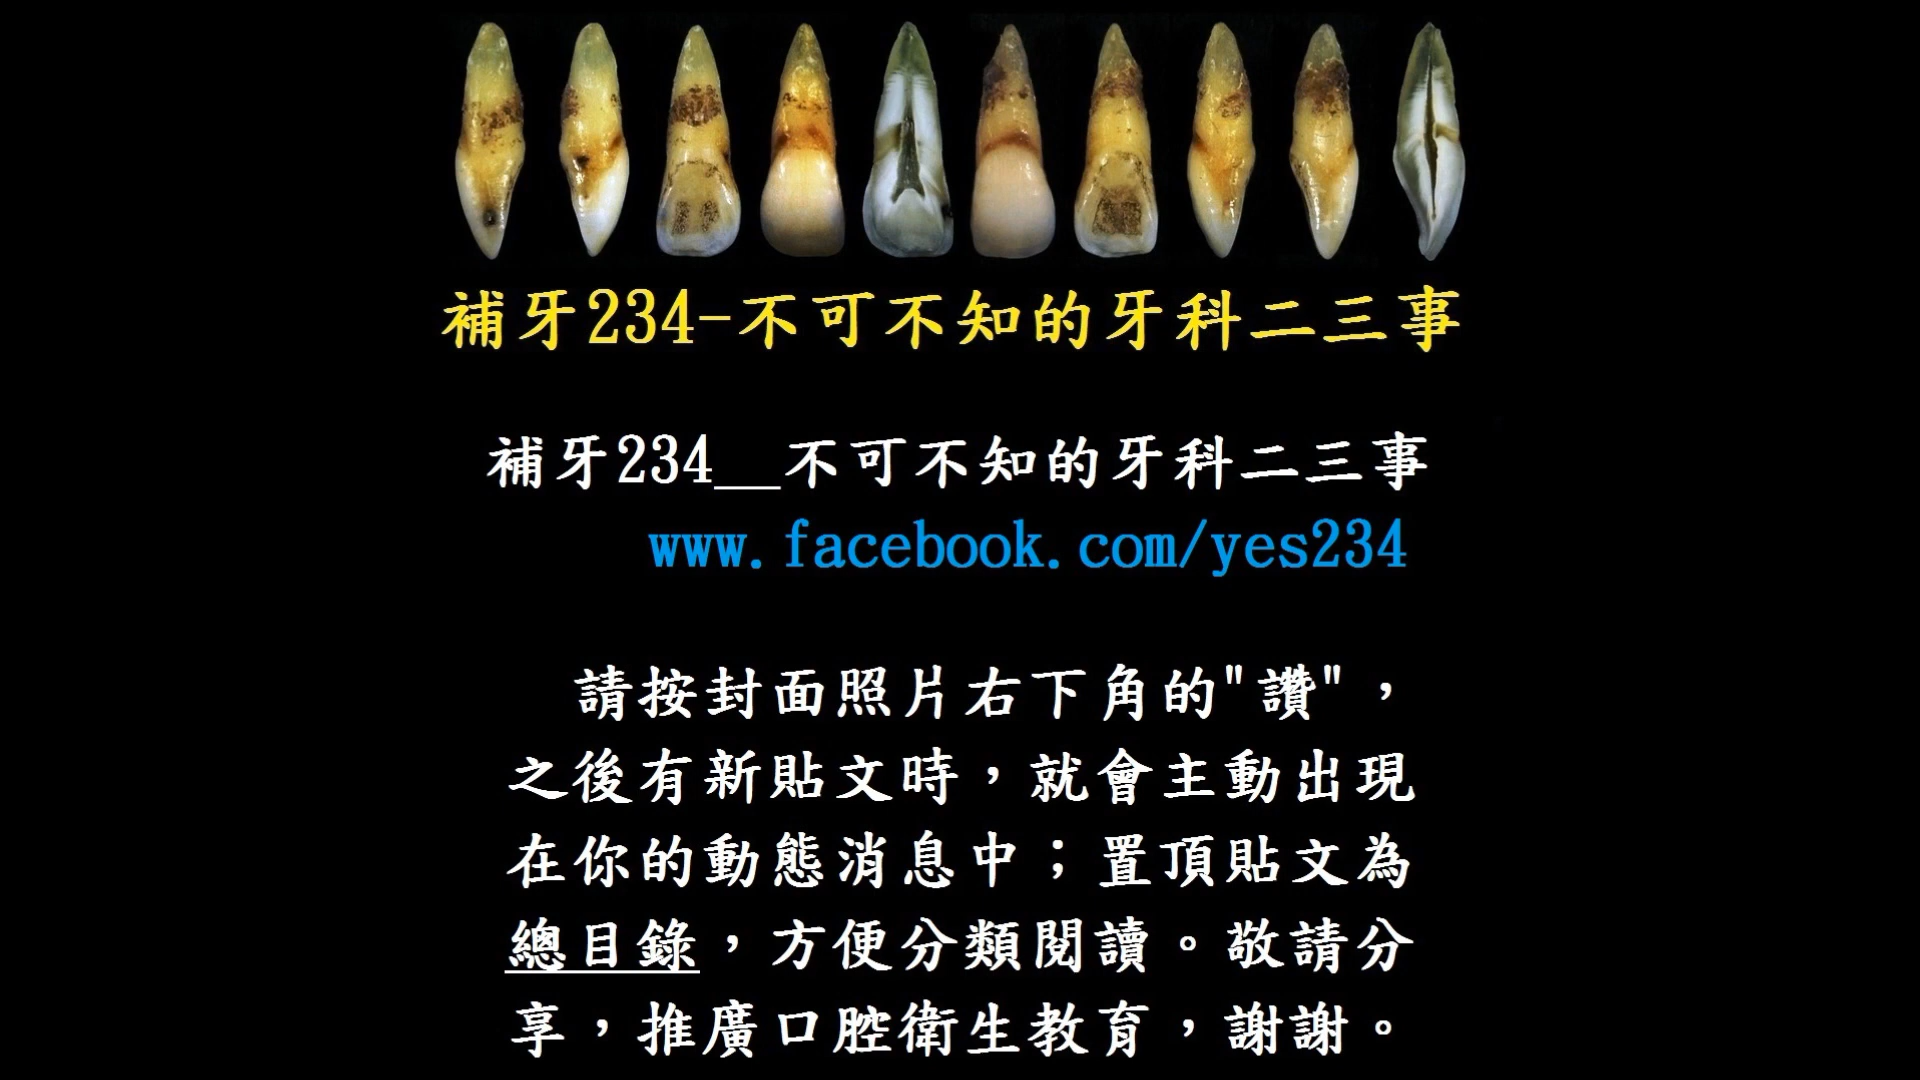 補牙234-不可不知的牙科二三事
補牙234__不可不知的牙科二三事
www.facebook.com/yes234
請按封面照片右下角的"讚"，
之後有新貼文時，就會主動出現
在你的動態消息中；置頂貼文為
總目錄，方便分類閱讀。敬請分
享，推廣口腔衛生教育，謝謝。